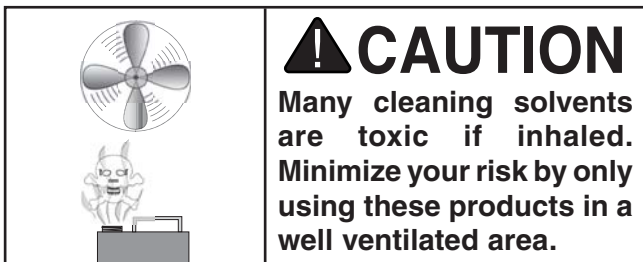 CAUTION
Many cleaning solvents
are toxic if inhaled.
Minimize your risk by only
using these products in a
well ventilated area.